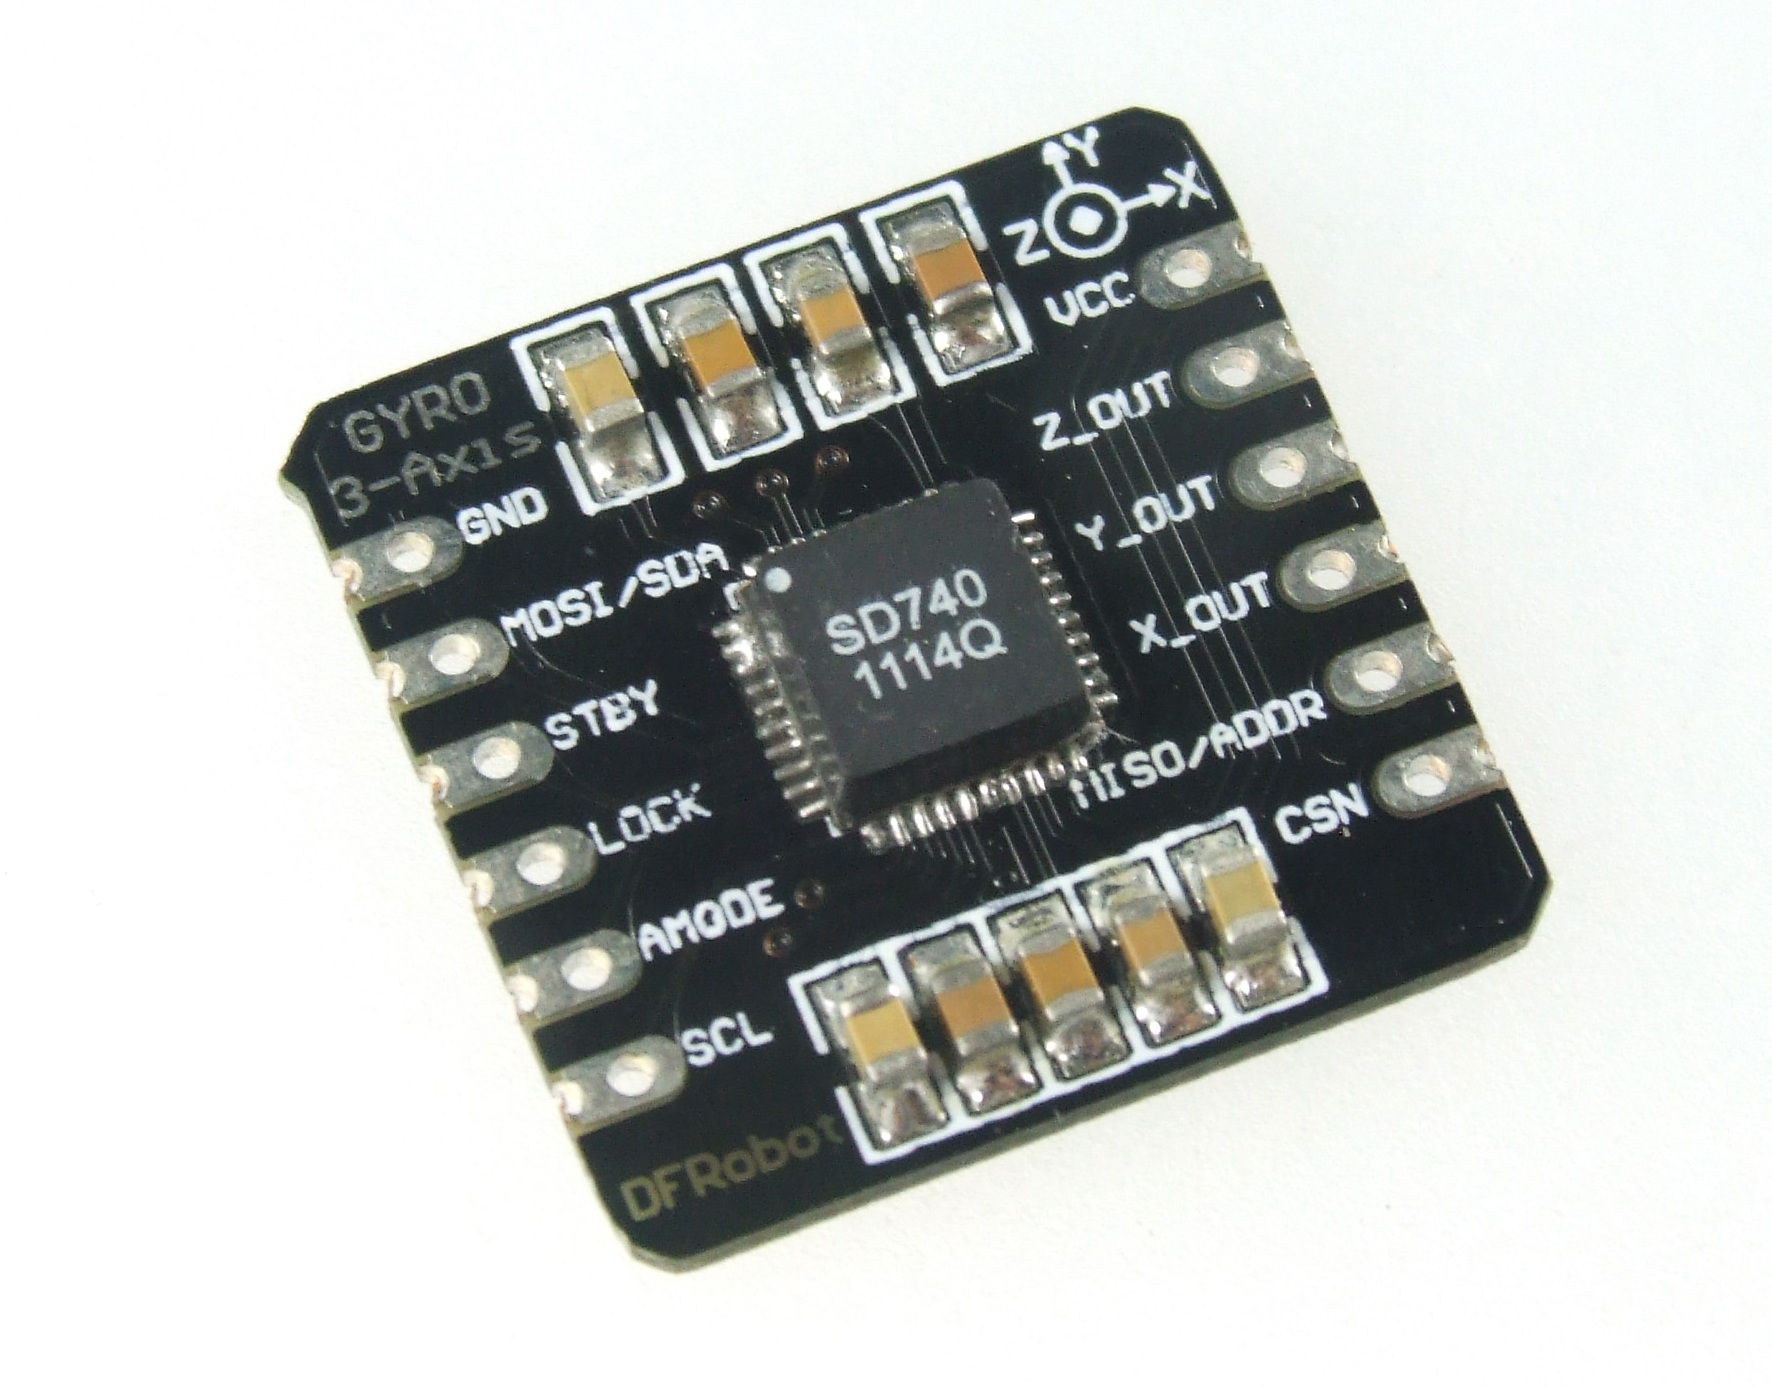 Y
X
Z
GYRO
3-Axis
GND
MOSI/SDA
STBY
LOCK
AMODE
SCL
DFRobot
SD740
1114Q
VCC
Z_OUT
Y_OUT
X_OUT
MISO/ADDR
CSN